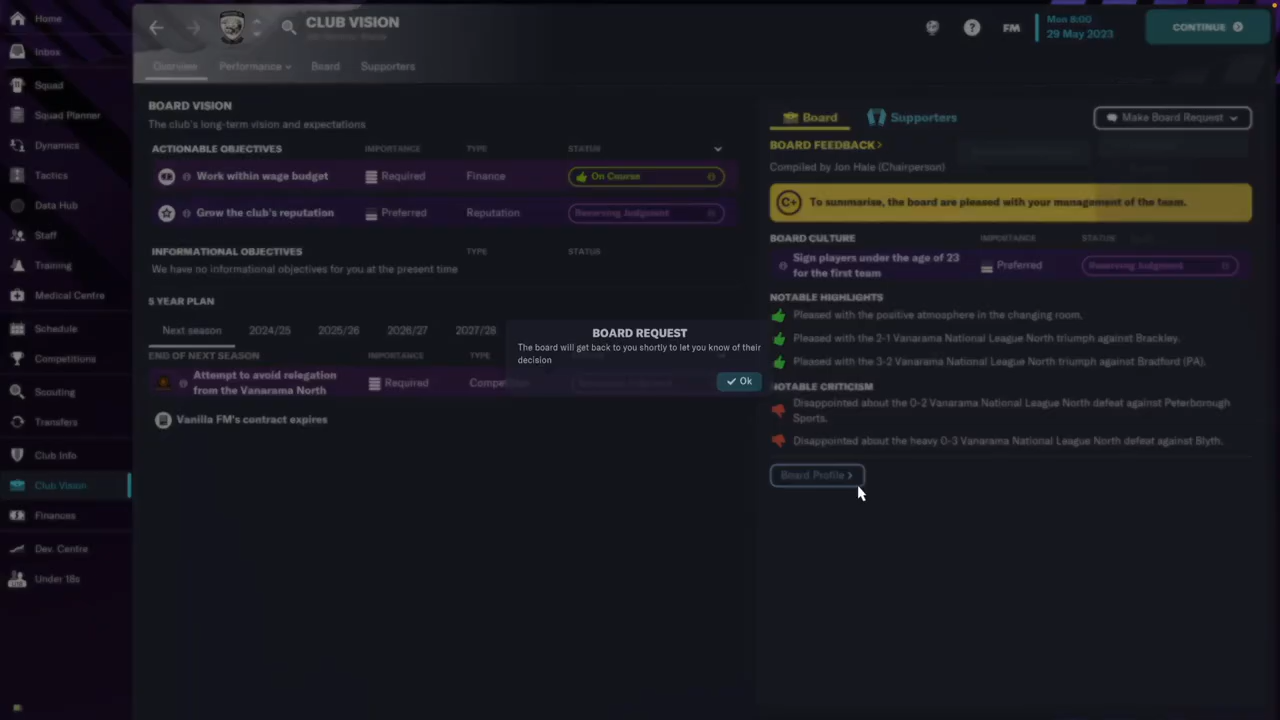 Home
CLUB VISION
Mon 8:00
29 May 2023
FM
CONTINUE
Inbox
Overview
Performance
Board
Supporters
Squad
Squad Planner
Dynamics
Tactics
Data Hub
Staff
Training
Medical Centre
Schedule
Competitions
Scouting
Transfers
Club Info
Club Vision
Finances
Dev. Centre
Under 18s
BOARD VISION
The club's long-term vision and expectations
ACTIONABLE OBJECTIVES IMPORTANCE TYPE STATUS
Work within wage budget Required Finance On Course
Grow the club's reputation Preferred Reputation Reserving Judgment
INFORMATIONAL OBJECTIVES TYPE STATUS
We have no informational objectives for you at the present time
5 YEAR PLAN
Next season 2024/25 2025/26 2026/27 2027/28
END OF NEXT SEASON IMPORTANCE TYPE
Attempt to avoid relegation
from the Vanarama North
Required
Vanilla FM's contract expires
BOARD REQUEST
The board will get back to you shortly to let you know of their
decision
Ok
Board
Supporters
Make Board Request
BOARD FEEDBACK >
Compiled by Jon Hale (Chairperson)
C+ To summarise, the board are pleased with your management of the team.
BOARD CULTURE IMPORTANCE STATUS
Sign players under the age of 23
for the first team
Preferred Reserving Judgment
NOTABLE HIGHLIGHTS
Pleased with the positive atmosphere in the changing room.
Pleased with the 2-1 Vanarama National League North triumph against Brackley.
Pleased with the 3-2 Vanarama National League North triumph against Bradford (PA).
NOTABLE CRITICISM
Disappointed about the 0-2 Vanarama National League North defeat against Peterborough
Sports.
Disappointed about the heavy 0-3 Vanarama National League North defeat against Blyth.
Board Profile >